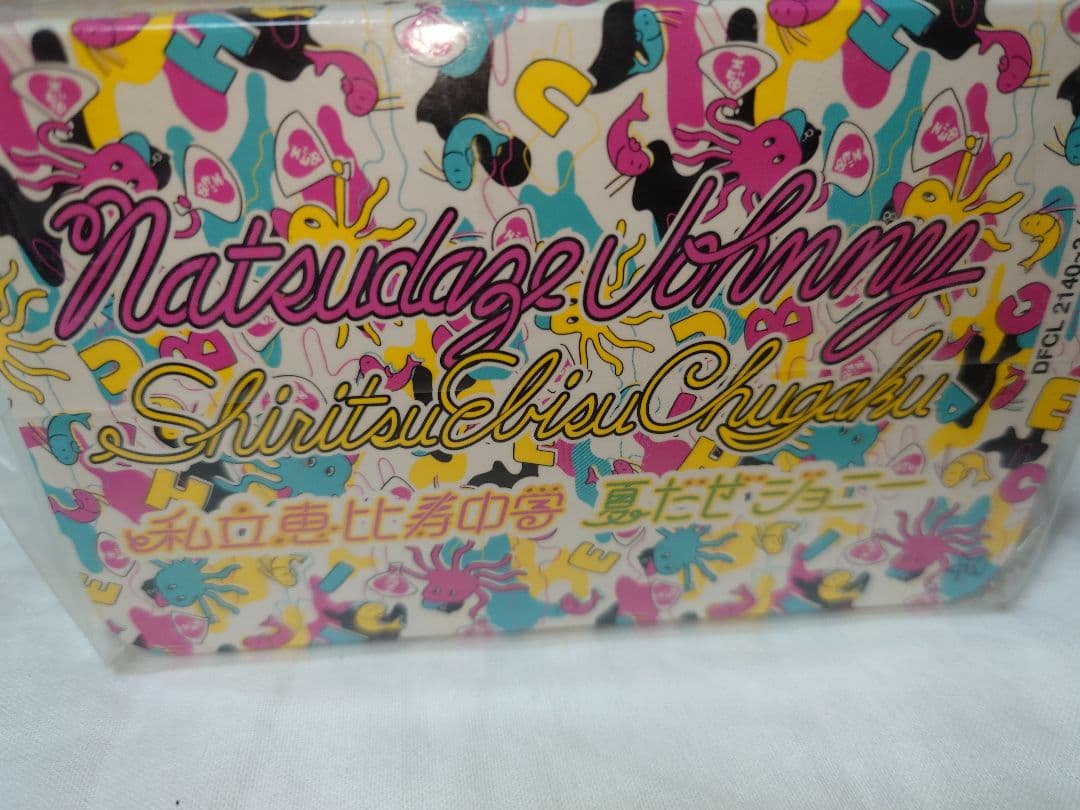 Natsudaze Johnny
Shiritsu Ebisu Chugaku
私立恵比寿中学 夏だぜジョニー
DFCL 2140~2